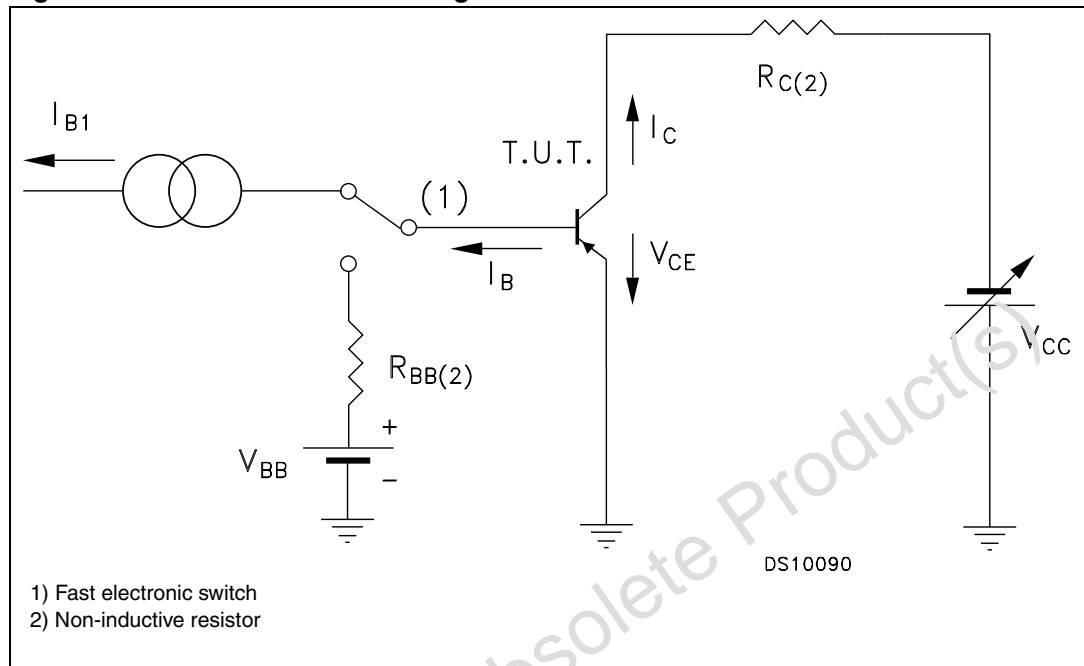 I_B1
R_C(2)
I_C
T.U.T.
(1)
V_CE
I_B
V_CC
R_BB(2)
+
V_BB
−
DS10090
1) Fast electronic switch
2) Non-inductive resistor
bsolete Product(s)